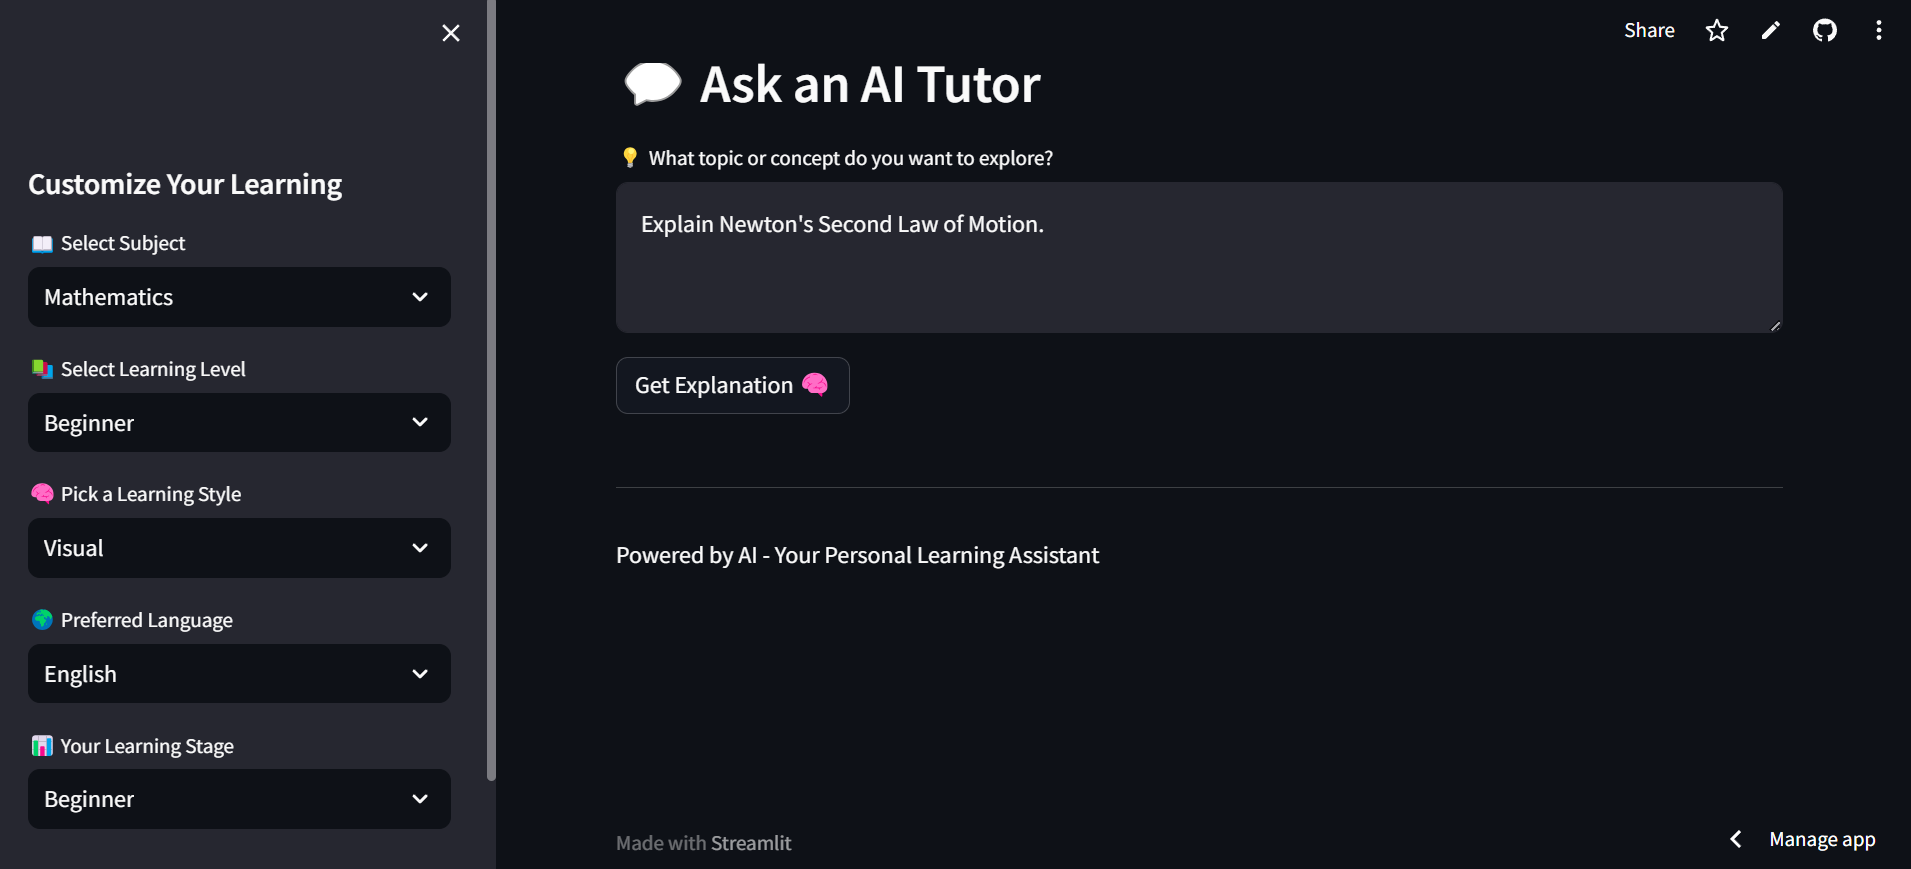 Customize Your Learning
Select Subject
Mathematics
Select Learning Level
Beginner
Pick a Learning Style
Visual
Preferred Language
English
Your Learning Stage
Beginner
Share
Ask an AI Tutor
What topic or concept do you want to explore?
Explain Newton's Second Law of Motion.
Get Explanation
Powered by AI - Your Personal Learning Assistant
Made with Streamlit
Manage app